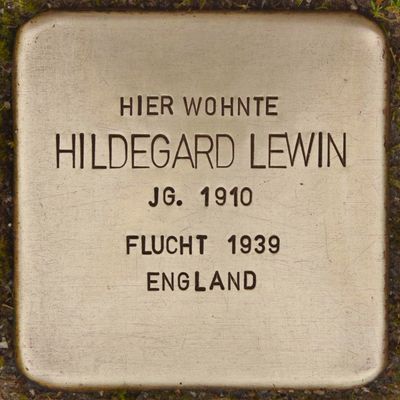 HIER WOHNTE
HILDEGARD LEWIN
JG. 1910
FLUCHT 1939
ENGLAND